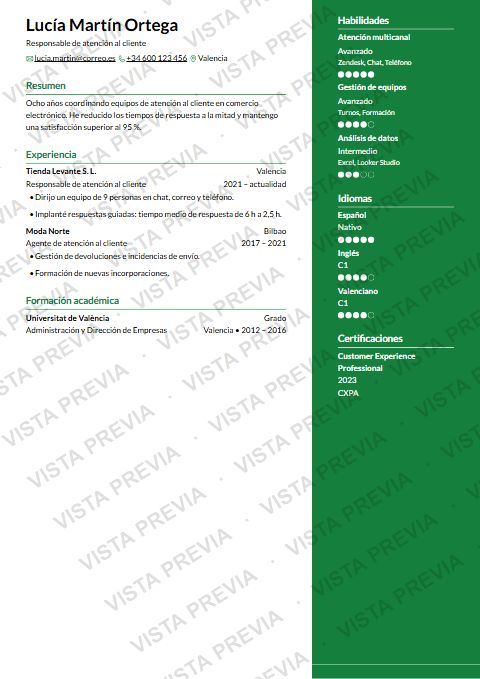 Lucía Martín Ortega
Responsable de atención al cliente
lucia.martin@correo.es +34 600 123 456 Valencia
Resumen
Ocho años coordinando equipos de atención al cliente en comercio
electrónico. He reducido los tiempos de respuesta a la mitad y mantengo
una satisfacción superior al 95 %.
Experiencia
Tienda Levante S. L. Valencia
Responsable de atención al cliente 2021 – actualidad
• Dirijo un equipo de 9 personas en chat, correo y teléfono.
• Implanté respuestas guiadas: tiempo medio de respuesta de 6 h a 2,5 h.
Moda Norte Bilbao
Agente de atención al cliente 2017 – 2021
• Gestión de devoluciones e incidencias de envío.
• Formación de nuevas incorporaciones.
Formación académica
Universitat de València Grado
Administración y Dirección de Empresas Valencia • 2012 – 2016
Habilidades
Atención multicanal
Avanzado
Zendesk, Chat, Teléfono
Gestión de equipos
Avanzado
Turnos, Formación
Análisis de datos
Intermedio
Excel, Looker Studio
Idiomas
Español
Nativo
Inglés
C1
Valenciano
C1
Certificaciones
Customer Experience
Professional
2023
CXPA
VISTA PREVIA